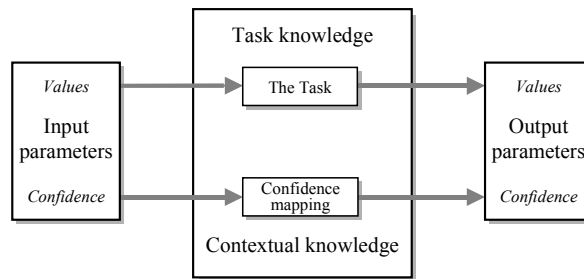 Task knowledge
Values
The Task
Values
Input
parameters
Output
parameters
Confidence
Confidence
mapping
Confidence
Contextual knowledge